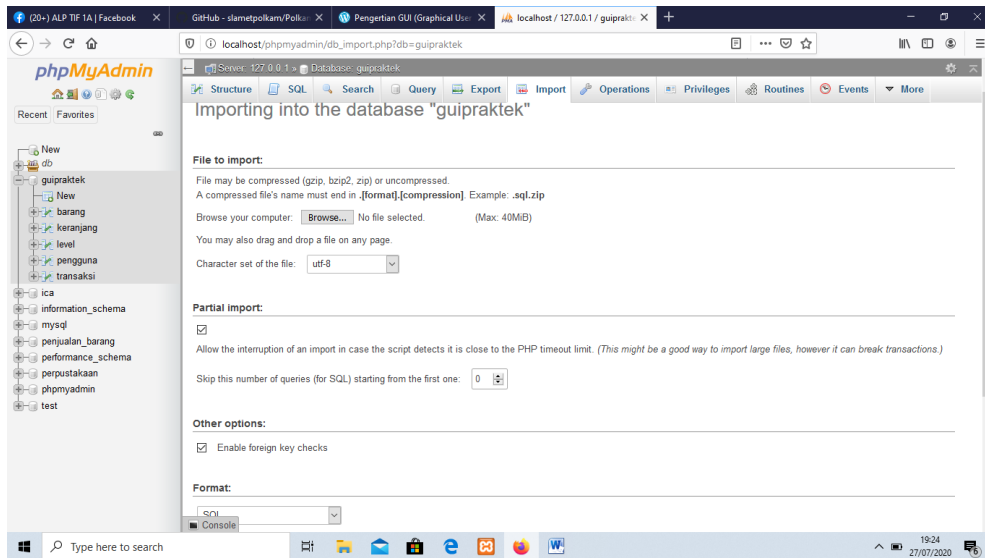 (20+) ALP TIF 1A | Facebook
GitHub - slametpolkam/Polkan
Pengertian GUI (Graphical User
localhost / 127.0.0.1 / guiprakte
localhost/phpmyadmin/db_import.php?db=guipraktek
phpMyAdmin
Recent Favorites
New
db
guipraktek
New
barang
keranjang
level
pengguna
transaksi
ica
information_schema
mysql
penjualan_barang
performance_schema
perpustakaan
phpmyadmin
test
Server: 127.0.0.1 » Database: guipraktek
Structure SQL Search Query Export Import Operations Privileges Routines Events More
Importing into the database "guipraktek"
File to import:
File may be compressed (gzip, bzip2, zip) or uncompressed.
A compressed file's name must end in .[format].[compression]. Example: .sql.zip
Browse your computer: Browse... No file selected. (Max: 40MiB)
You may also drag and drop a file on any page.
Character set of the file: utf-8
Partial import:
Allow the interruption of an import in case the script detects it is close to the PHP timeout limit. (This might be a good way to import large files, however it can break transactions.)
Skip this number of queries (for SQL) starting from the first one: 0
Other options:
Enable foreign key checks
Format:
SQL
Console
Type here to search
19:24
27/07/2020
6